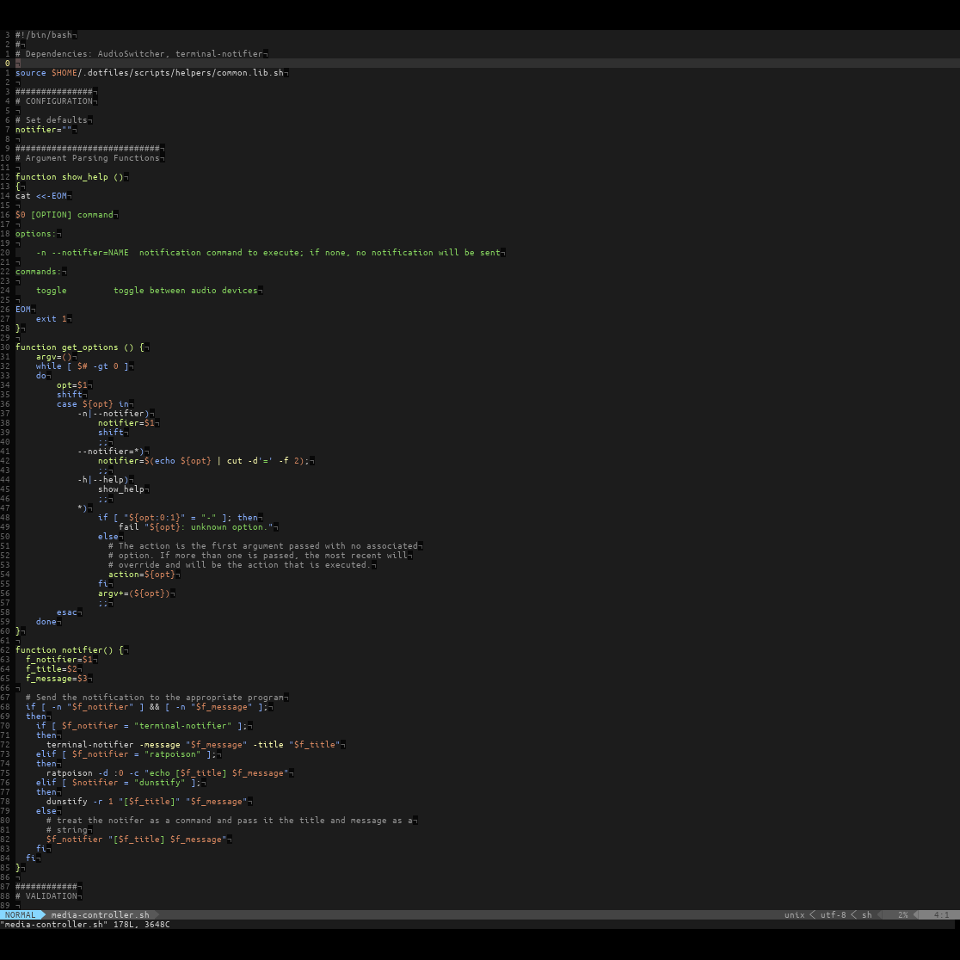 3 #!/bin/bash¬
2 #¬
1 # Dependencies: AudioSwitcher, terminal-notifier¬
0 ¬
1 source $HOME/.dotfiles/scripts/helpers/common.lib.sh¬
2 ¬
3 ###############¬
4 # CONFIGURATION¬
5 ¬
6 # Set defaults¬
7 notifier=""¬
8 ¬
9 ############################¬
10 # Argument Parsing Functions¬
11 ¬
12 function show_help ()¬
13 {¬
14 cat <<-EOM¬
15 ¬
16 $0 [OPTION] command¬
17 ¬
18 options:¬
19 ¬
20     -n --notifier=NAME  notification command to execute; if none, no notification will be sent¬
21 ¬
22 commands:¬
23 ¬
24     toggle         toggle between audio devices¬
25 ¬
26 EOM¬
27     exit 1¬
28 }¬
29 ¬
30 function get_options () {¬
31     argv=()¬
32     while [ $# -gt 0 ]¬
33     do¬
34         opt=$1¬
35         shift¬
36         case ${opt} in¬
37             -n|--notifier)¬
38                 notifier=$1¬
39                 shift¬
40                 ;;¬
41             --notifier=*)¬
42                 notifier=$(echo ${opt} | cut -d'=' -f 2);¬
43                 ;;¬
44             -h|--help)¬
45                 show_help¬
46                 ;;¬
47             *)¬
48                 if [ "${opt:0:1}" = "-" ]; then¬
49                     fail "${opt}: unknown option."¬
50                 else¬
51                   # The action is the first argument passed with no associated¬
52                   # option. If more than one is passed, the most recent will¬
53                   # override and will be the action that is executed.¬
54                   action=${opt}¬
55                 fi¬
56                 argv+=(${opt})¬
57                 ;;¬
58         esac¬
59     done¬
60 }¬
61 ¬
62 function notifier() {¬
63   f_notifier=$1¬
64   f_title=$2¬
65   f_message=$3¬
66 ¬
67   # Send the notification to the appropriate program¬
68   if [ -n "$f_notifier" ] && [ -n "$f_message" ];¬
69   then¬
70     if [ $f_notifier = "terminal-notifier" ];¬
71     then¬
72       terminal-notifier -message "$f_message" -title "$f_title"¬
73     elif [ $f_notifier = "ratpoison" ];¬
74     then¬
75       ratpoison -d :0 -c "echo [$f_title] $f_message"¬
76     elif [ $notifier = "dunstify" ];¬
77     then¬
78       dunstify -r 1 "[$f_title]" "$f_message"¬
79     else¬
80       # treat the notifer as a command and pass it the title and message as a¬
81       # string¬
82       $f_notifier "[$f_title] $f_message"¬
83     fi¬
84   fi¬
85 }¬
86 ¬
87 ############¬
88 # VALIDATION¬
89 ¬
NORMAL media-controller.sh unix < utf-8 < sh 2% 4:1
"media-controller.sh" 178L, 3648C